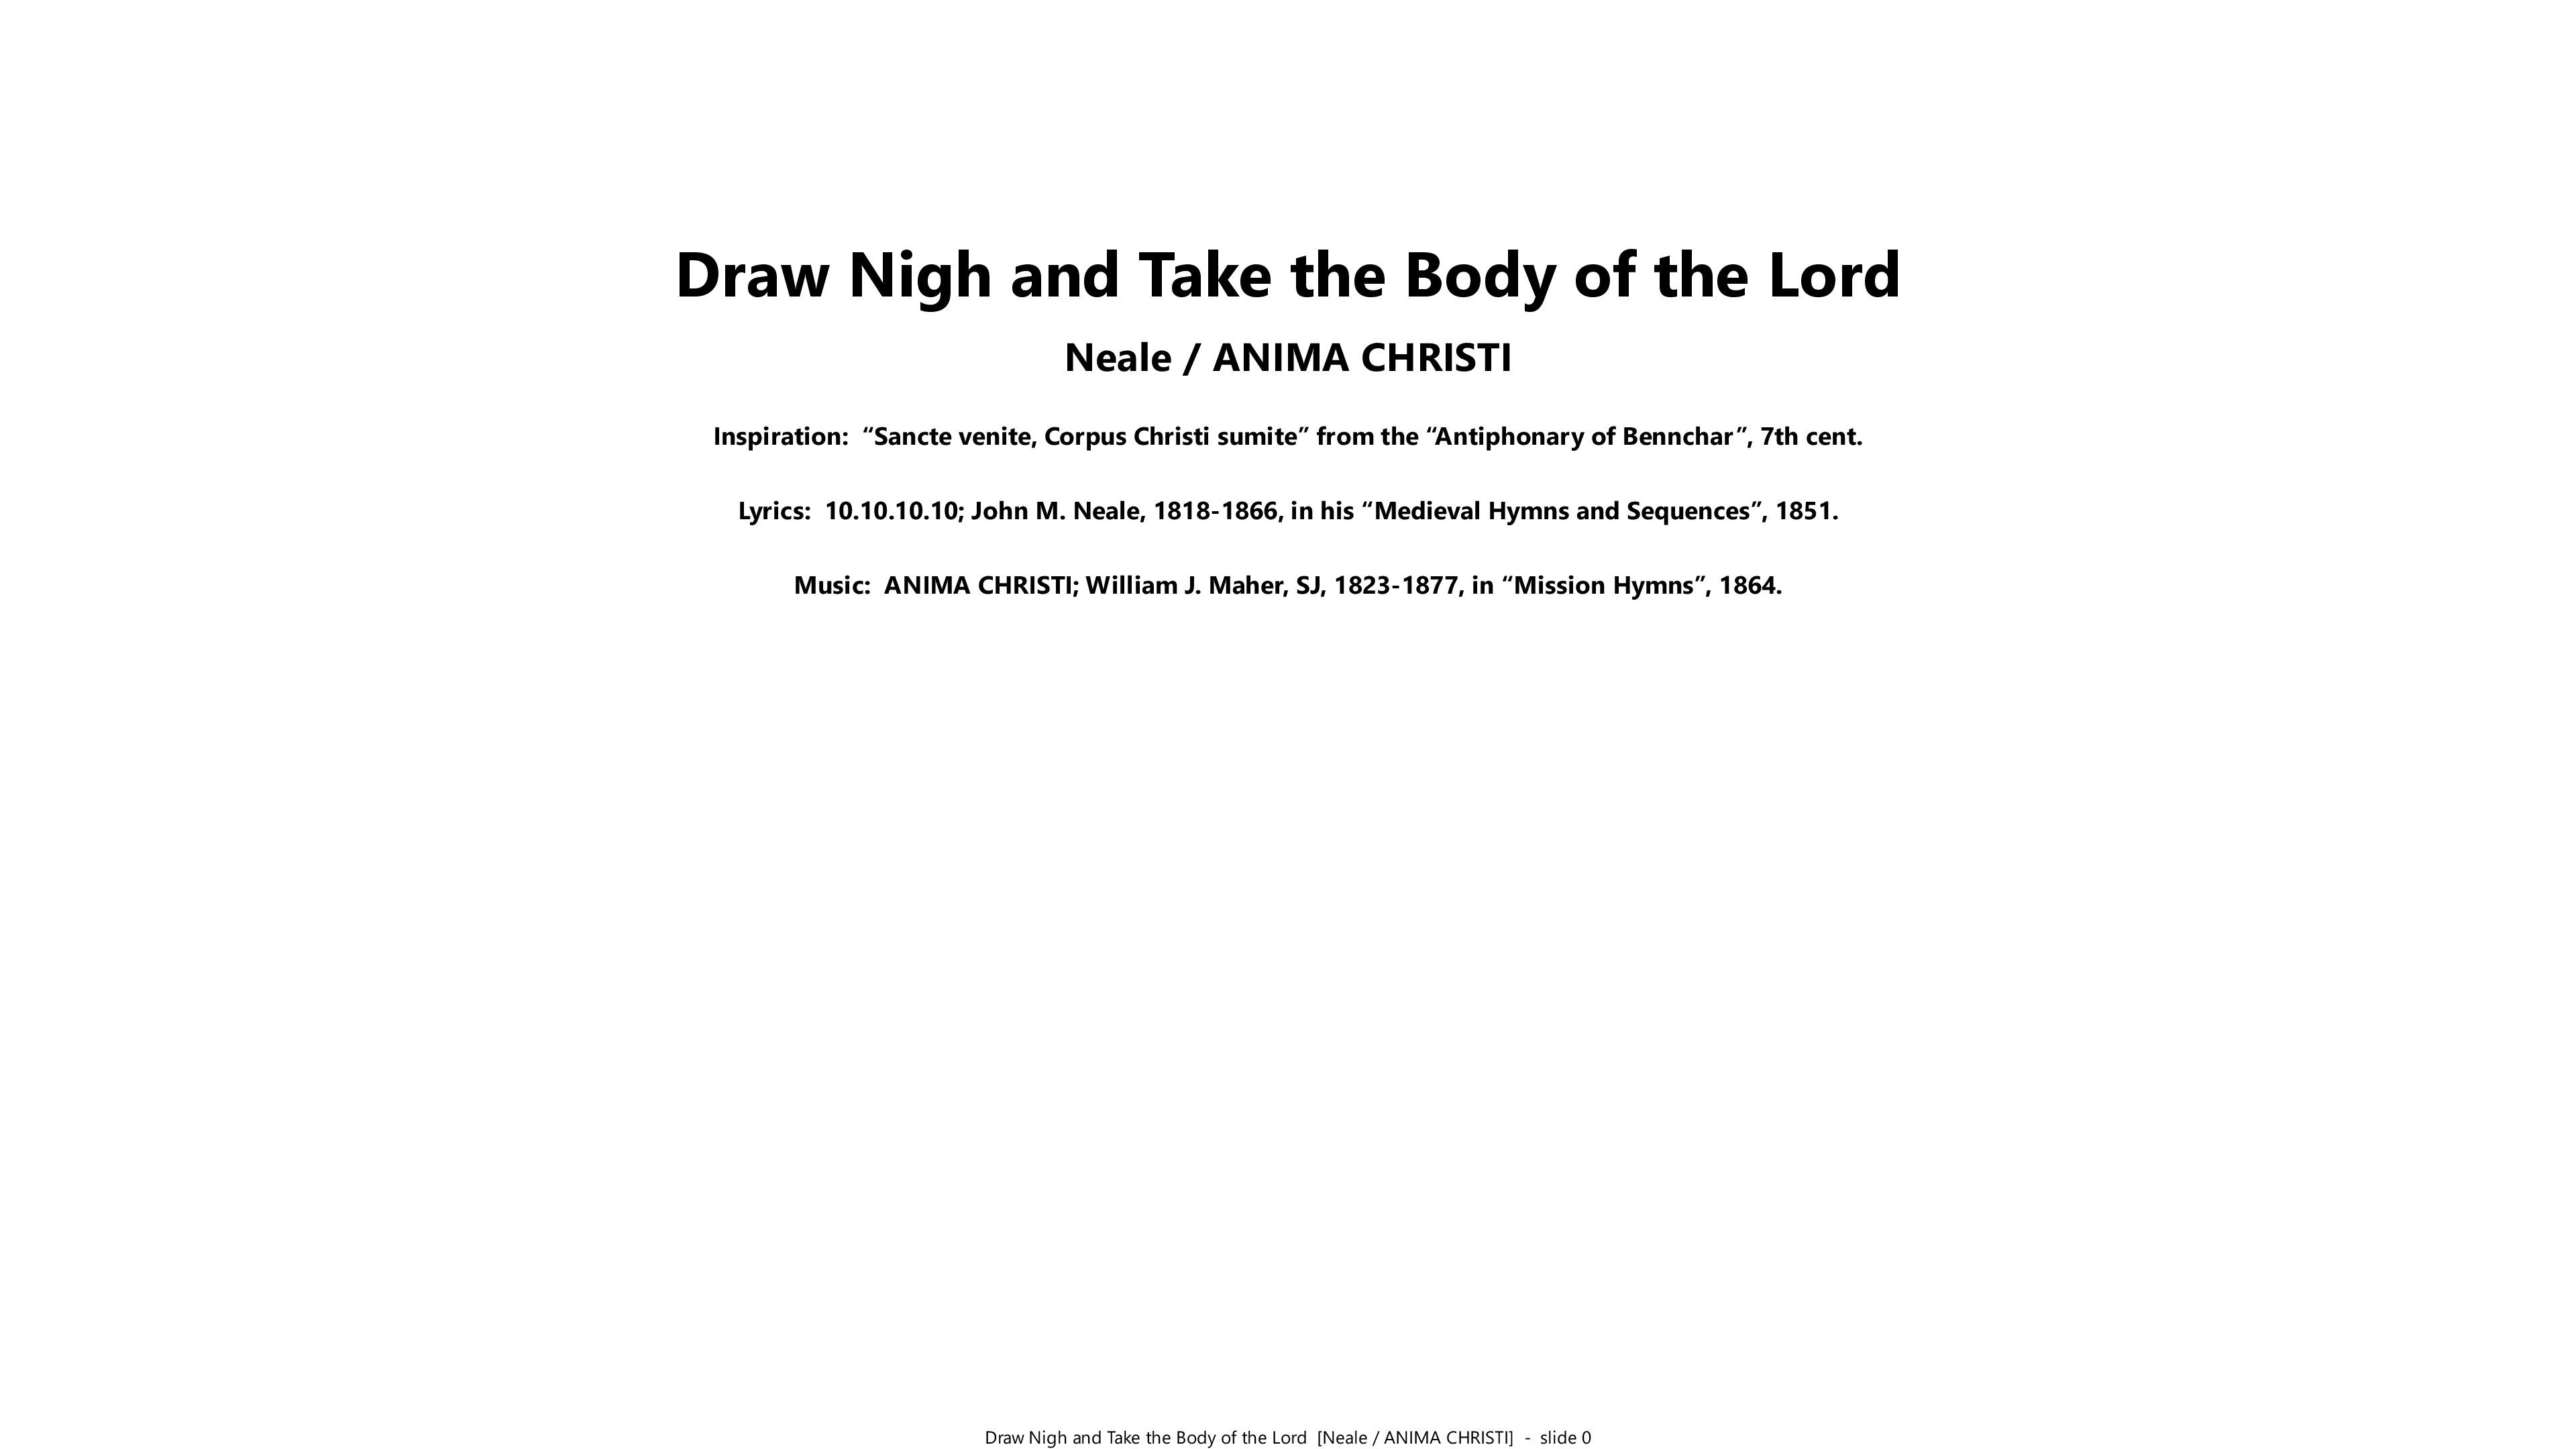 Draw Nigh and Take the Body of the Lord
Neale / ANIMA CHRISTI
Inspiration:  “Sancte venite, Corpus Christi sumite” from the “Antiphonary of Bennchar”, 7th cent.
Lyrics:  10.10.10.10; John M. Neale, 1818-1866, in his “Medieval Hymns and Sequences”, 1851.
Music:  ANIMA CHRISTI; William J. Maher, SJ, 1823-1877, in “Mission Hymns”, 1864.
Draw Nigh and Take the Body of the Lord  [Neale / ANIMA CHRISTI]  -  slide 0